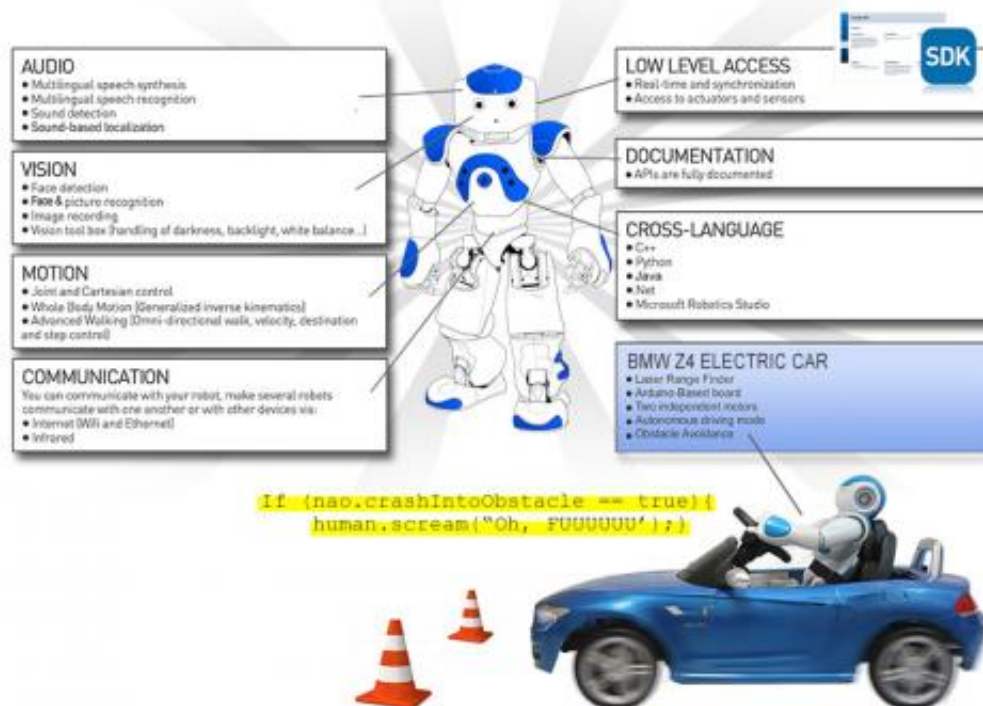 AUDIO
• Multilingual speech synthesis
• Multilingual speech recognition
• Sound detection
• Sound-based localization
VISION
• Face detection
• Face & picture recognition
• Image recording
• Vision tool box (handling of darkness, backlight, white balance...)
MOTION
• Joint and Cartesian control
• Whole Body Motion (Generalized inverse kinematics)
• Advanced Walking (Omni-directional walk, velocity, destination
and step control)
COMMUNICATION
You can communicate with your robot, make several robots
communicate with one another or with other devices via:
• Internet (Wifi and Ethernet)
• Infrared
SDK
LOW LEVEL ACCESS
• Real-time and synchronization
• Access to actuators and sensors
DOCUMENTATION
• APIs are fully documented
CROSS-LANGUAGE
• C++
• Python
• Java
• .Net
• Microsoft Robotics Studio
BMW Z4 ELECTRIC CAR
• Laser Range Finder
• Arduino-Based board
• Two independent motors
• Autonomous driving mode
• Obstacle Avoidance
If (nao.crashIntoObstacle == true){
human.scream("Oh, FUUUUUU');}